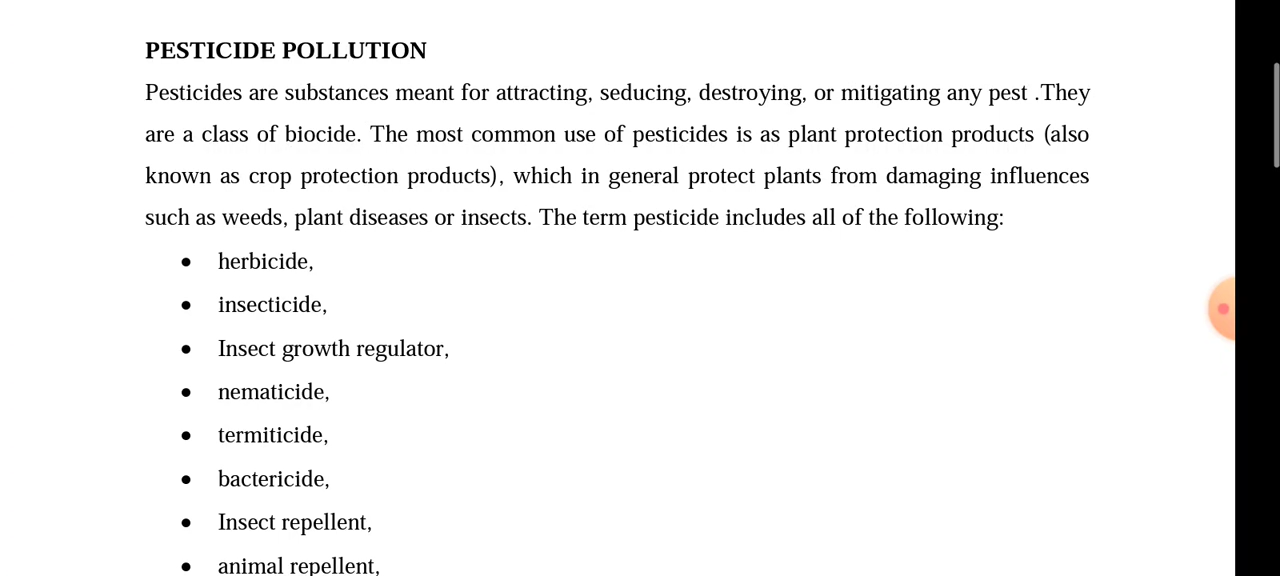 PESTICIDE POLLUTION
Pesticides are substances meant for attracting, seducing, destroying, or mitigating any pest .They
are a class of biocide. The most common use of pesticides is as plant protection products (also
known as crop protection products), which in general protect plants from damaging influences
such as weeds, plant diseases or insects. The term pesticide includes all of the following:
• herbicide,
• insecticide,
• Insect growth regulator,
• nematicide,
• termiticide,
• bactericide,
• Insect repellent,
• animal repellent,